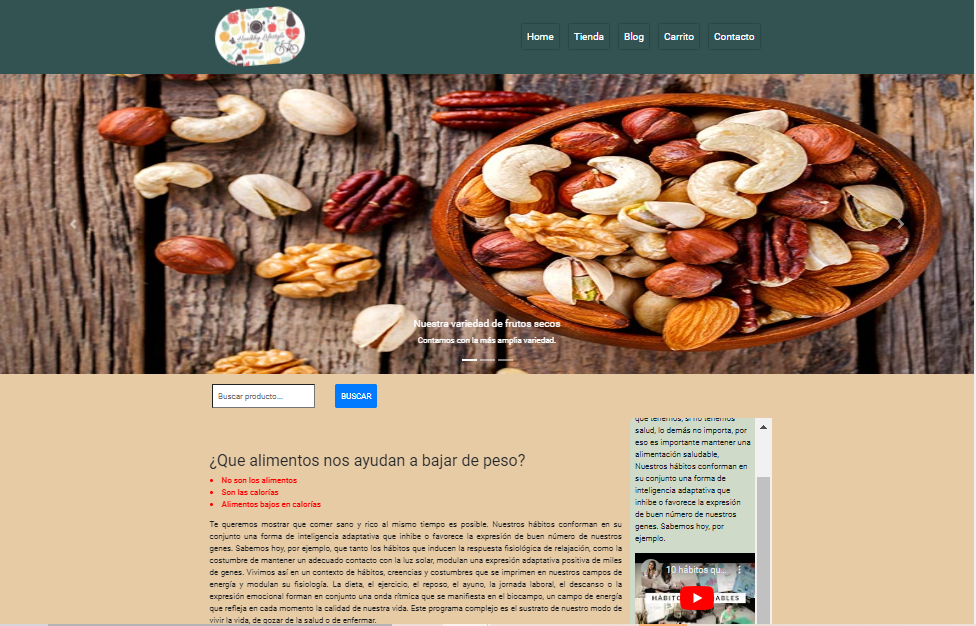 Healthy Lifestyle
Home
Tienda
Blog
Carrito
Contacto
Nuestra variedad de frutos secos
Contamos con la más amplia variedad.
Buscar producto...
BUSCAR
¿Que alimentos nos ayudan a bajar de peso?
No son los alimentos
Son las calorías
Alimentos bajos en calorías
Te queremos mostrar que comer sano y rico al mismo tiempo es posible. Nuestros hábitos conforman en su
conjunto una forma de inteligencia adaptativa que inhibe o favorece la expresión de buen número de nuestros
genes. Sabemos hoy, por ejemplo, que tanto los hábitos que inducen la respuesta fisiológica de relajación, como la
costumbre de mantener un adecuado contacto con la luz solar, modulan una expresión adaptativa positiva de miles
de genes. Vivimos así en un contexto de hábitos, creencias y costumbres que se imprimen en nuestros campos de
energía y modulan su fisiología. La dieta, el ejercicio, el reposo, el ayuno, la jornada laboral, el descanso o la
expresión emocional forman en conjunto una onda rítmica que se manifiesta en el biocampo, un campo de energía
que refleja en cada momento la calidad de nuestra vida. Este programa complejo es el sustrato de nuestro modo de
vivir la vida, de gozar de la salud o de enfermar.
que tenemos, si no tenemos
salud, lo demás no importa, por
eso es importante mantener una
alimentación saludable,
Nuestros hábitos conforman en
su conjunto una forma de
inteligencia adaptativa que
inhibe o favorece la expresión
de buen número de nuestros
genes. Sabemos hoy, por
ejemplo.
10 hábitos qu...
HÁBITO
ABLES